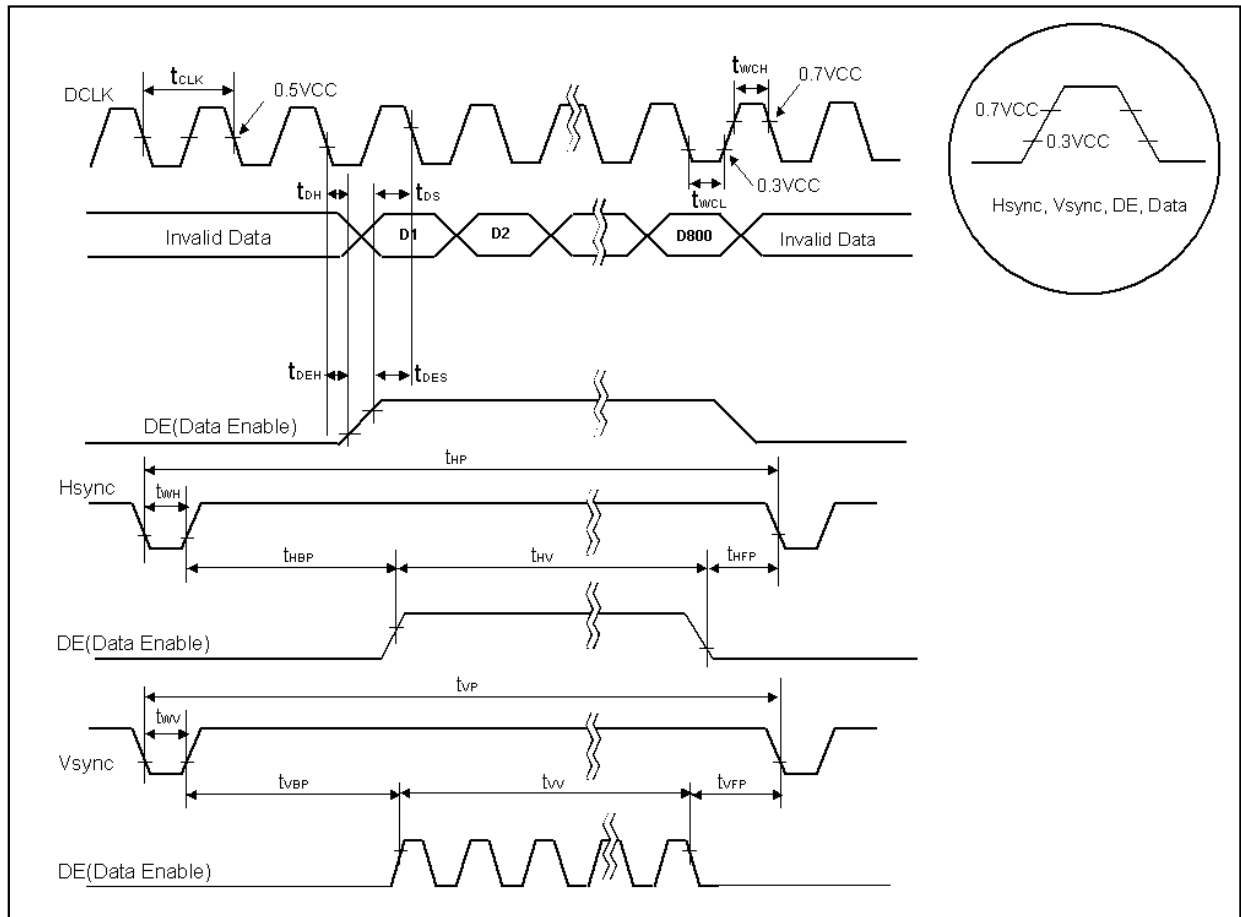 tCLK
0.5VCC
DCLK
tWCH
0.7VCC
0.3VCC
tDH
tDS
tWCL
Invalid Data
D1
D2
D800
Invalid Data
0.7VCC
0.3VCC
Hsync, Vsync, DE, Data
tDEH
tDES
DE(Data Enable)
tHP
Hsync
tWH
tHBP
tHV
tHFP
DE(Data Enable)
tVP
tWV
Vsync
tVBP
tVV
tVFP
DE(Data Enable)